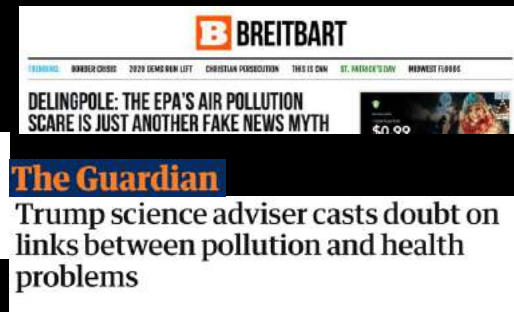 B BREITBART
TRENDING: BORDER CRISIS 2020 DEMS RUN LEFT CHRISTIAN PERSECUTION THIS IS CNN ST. PATRICK'S DAY MIDWEST FLOODS
DELINGPOLE: THE EPA'S AIR POLLUTION
SCARE IS JUST ANOTHER FAKE NEWS MYTH
$0.99
The Guardian
Trump science adviser casts doubt on
links between pollution and health
problems